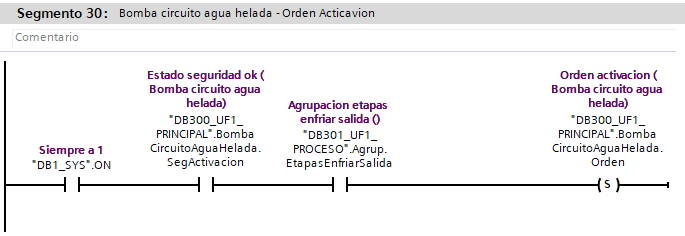 Segmento 30: Bomba circuito agua helada - Orden Acticavion
Comentario
Estado seguridad ok (
Bomba circuito agua
helada)
"DB300_UF1_
PRINCIPAL".Bomba
CircuitoAguaHelada.
SegActivacion
Agrupacion etapas
enfriar salida ()
"DB301_UF1_
PROCESO".Agrup.
EtapasEnfriarSalida
Orden activacion (
Bomba circuito agua
helada)
"DB300_UF1_
PRINCIPAL".Bomba
CircuitoAguaHelada.
Orden
Siempre a 1
"DB1_SYS".ON
S